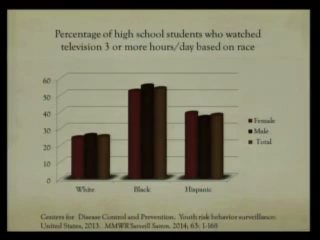 Percentage of high school students who watched
television 3 or more hours/day based on race
60
50
40
30
20
10
0
White
Black
Hispanic
Female
Male
Total
Centers for Disease Control and Prevention. Youth risk behavior surveillance:
United States, 2013. MMWR Surveill Summ. 2014; 63: 1-168